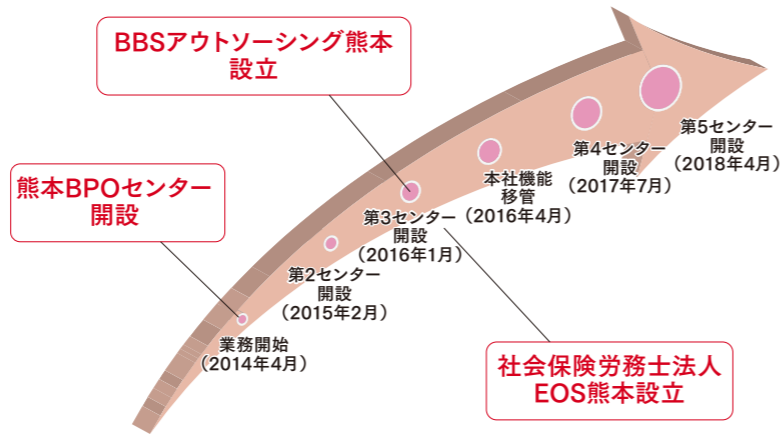 BBSアウトソーシング熊本
設立
熊本BPOセンター
開設
業務開始
（2014年4月）
第2センター
開設
（2015年2月）
第3センター
開設
（2016年1月）
本社機能
移管
（2016年4月）
第4センター
開設
（2017年7月）
第5センター
開設
（2018年4月）
社会保険労務士法人
EOS熊本設立